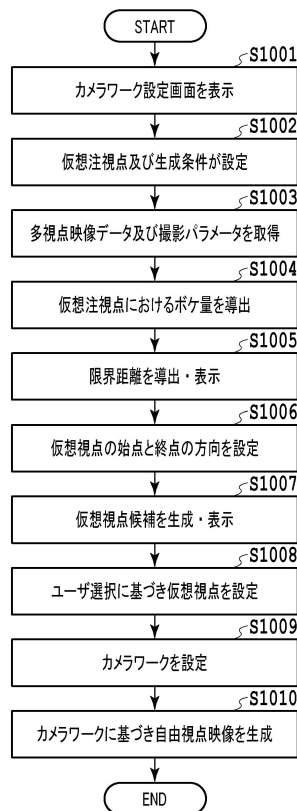 START
S1001
カメラワーク設定画面を表示
S1002
仮想注視点及び生成条件が設定
S1003
多視点映像データ及び撮影パラメータを取得
S1004
仮想注視点におけるボケ量を導出
S1005
限界距離を導出・表示
S1006
仮想視点の始点と終点の方向を設定
S1007
仮想視点候補を生成・表示
S1008
ユーザ選択に基づき仮想視点を設定
S1009
カメラワークを設定
S1010
カメラワークに基づき自由視点映像を生成
END